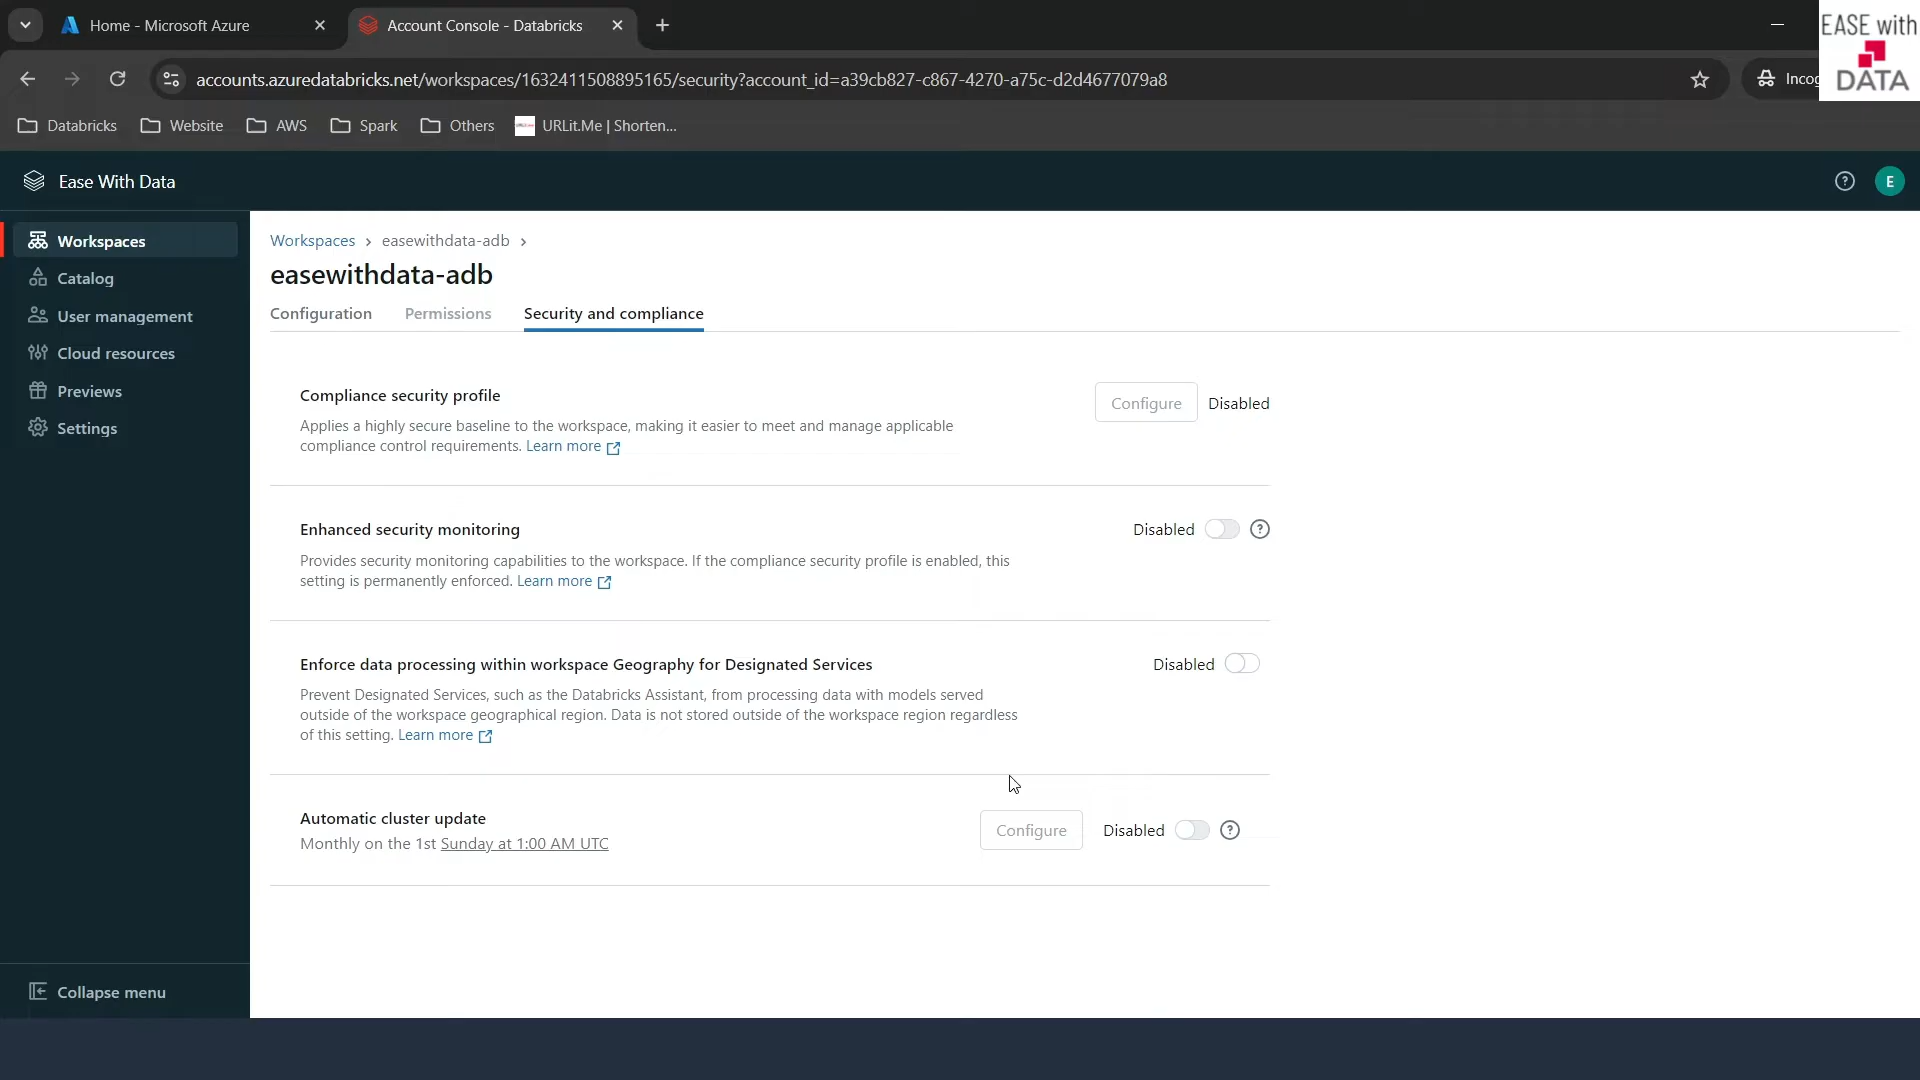 Home - Microsoft Azure
Account Console - Databricks
EASE with
DATA
accounts.azuredatabricks.net/workspaces/1632411508895165/security?account_id=a39cb827-c867-4270-a75c-d2d4677079a8
Databricks
Website
AWS
Spark
Others
URLit.Me | Shorten...
Ease With Data
E
Workspaces
Catalog
User management
Cloud resources
Previews
Settings
Collapse menu
Workspaces › easewithdata-adb ›
easewithdata-adb
Configuration
Permissions
Security and compliance
Compliance security profile
Configure
Disabled
Applies a highly secure baseline to the workspace, making it easier to meet and manage applicable
compliance control requirements. Learn more
Enhanced security monitoring
Disabled
?
Provides security monitoring capabilities to the workspace. If the compliance security profile is enabled, this
setting is permanently enforced. Learn more
Enforce data processing within workspace Geography for Designated Services
Disabled
Prevent Designated Services, such as the Databricks Assistant, from processing data with models served
outside of the workspace geographical region. Data is not stored outside of the workspace region regardless
of this setting. Learn more
Automatic cluster update
Configure
Disabled
?
Monthly on the 1st Sunday at 1:00 AM UTC